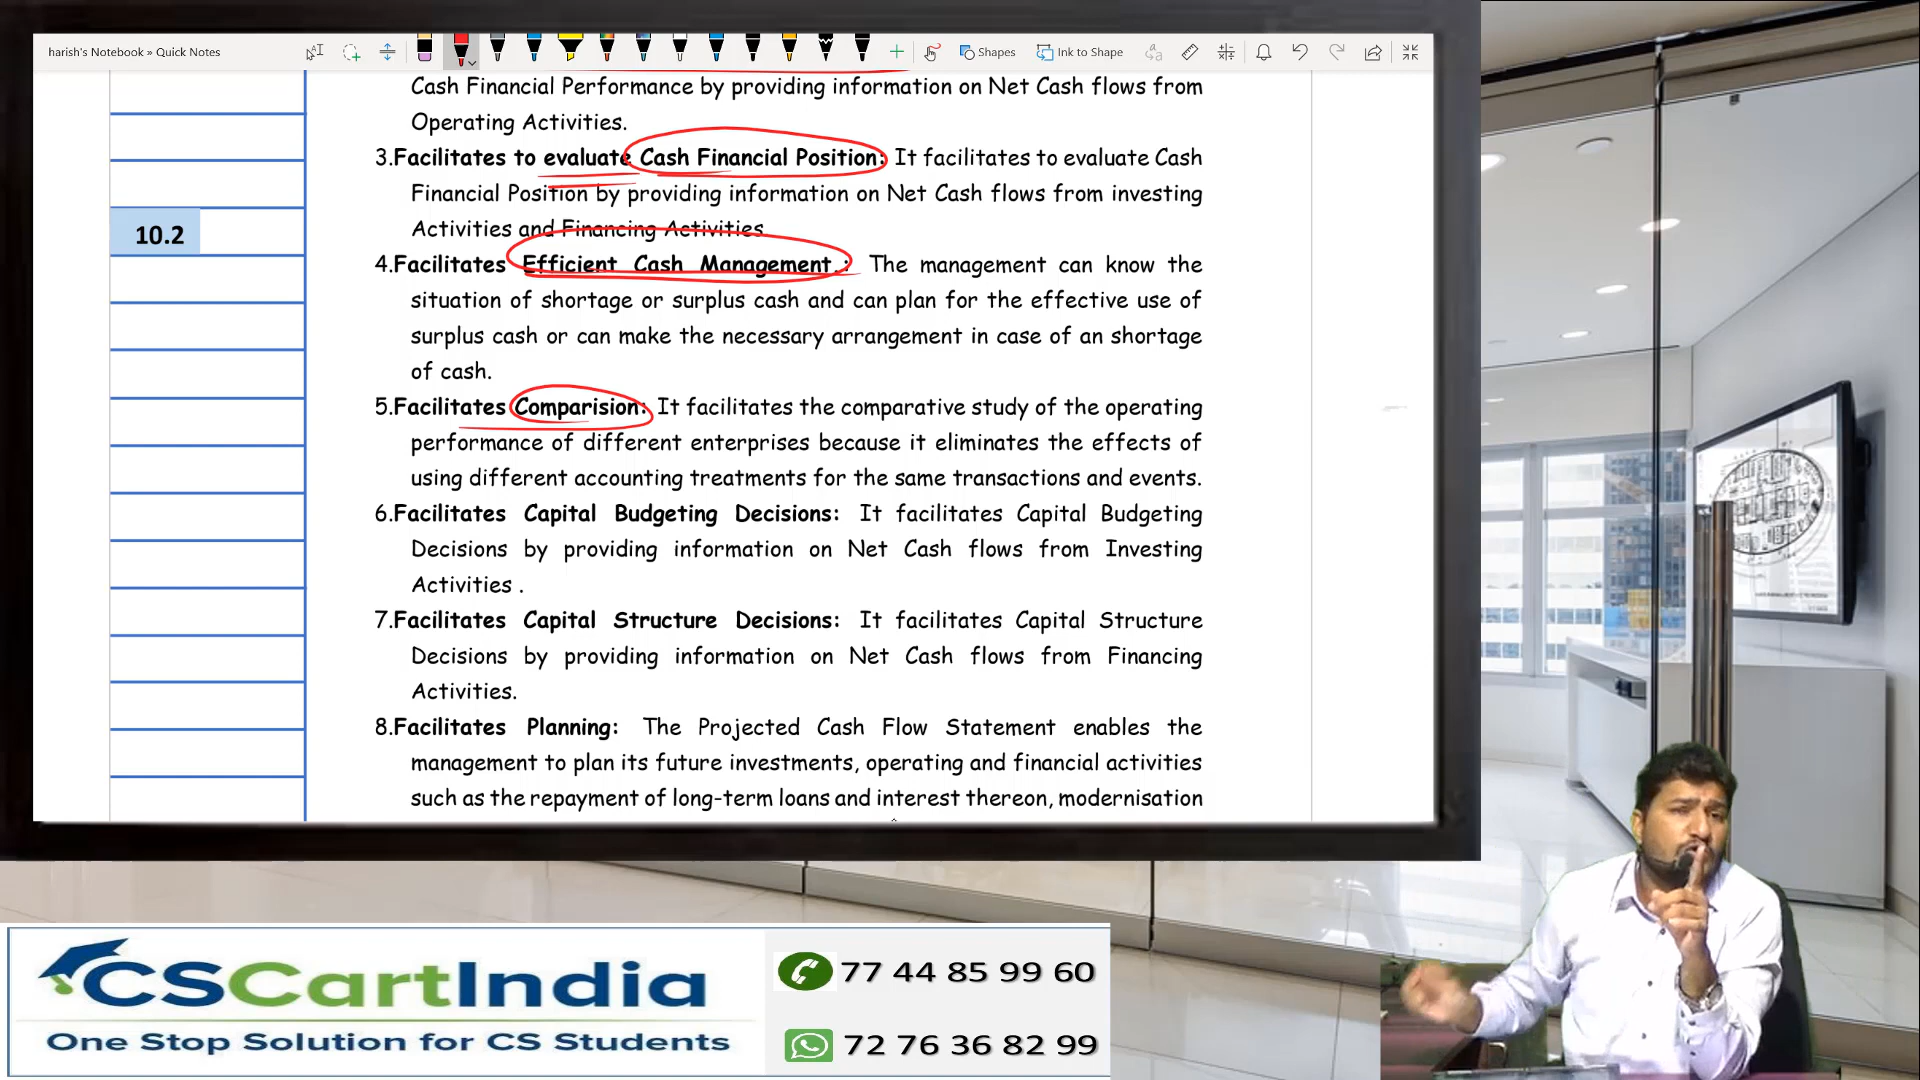 harish's Notebook » Quick Notes
Shapes
Ink to Shape
Cash Financial Performance by providing information on Net Cash flows from
Operating Activities.
3.Facilitates to evaluate Cash Financial Position: It facilitates to evaluate Cash
Financial Position by providing information on Net Cash flows from investing
Activities and Financing Activities.
10.2
4.Facilitates Efficient Cash Management.: The management can know the
situation of shortage or surplus cash and can plan for the effective use of
surplus cash or can make the necessary arrangement in case of an shortage
of cash.
5.Facilitates Comparision: It facilitates the comparative study of the operating
performance of different enterprises because it eliminates the effects of
using different accounting treatments for the same transactions and events.
6.Facilitates Capital Budgeting Decisions: It facilitates Capital Budgeting
Decisions by providing information on Net Cash flows from Investing
Activities .
7.Facilitates Capital Structure Decisions: It facilitates Capital Structure
Decisions by providing information on Net Cash flows from Financing
Activities.
8.Facilitates Planning: The Projected Cash Flow Statement enables the
management to plan its future investments, operating and financial activities
such as the repayment of long-term loans and interest thereon, modernisation
CSCartIndia
One Stop Solution for CS Students
77 44 85 99 60
72 76 36 82 99